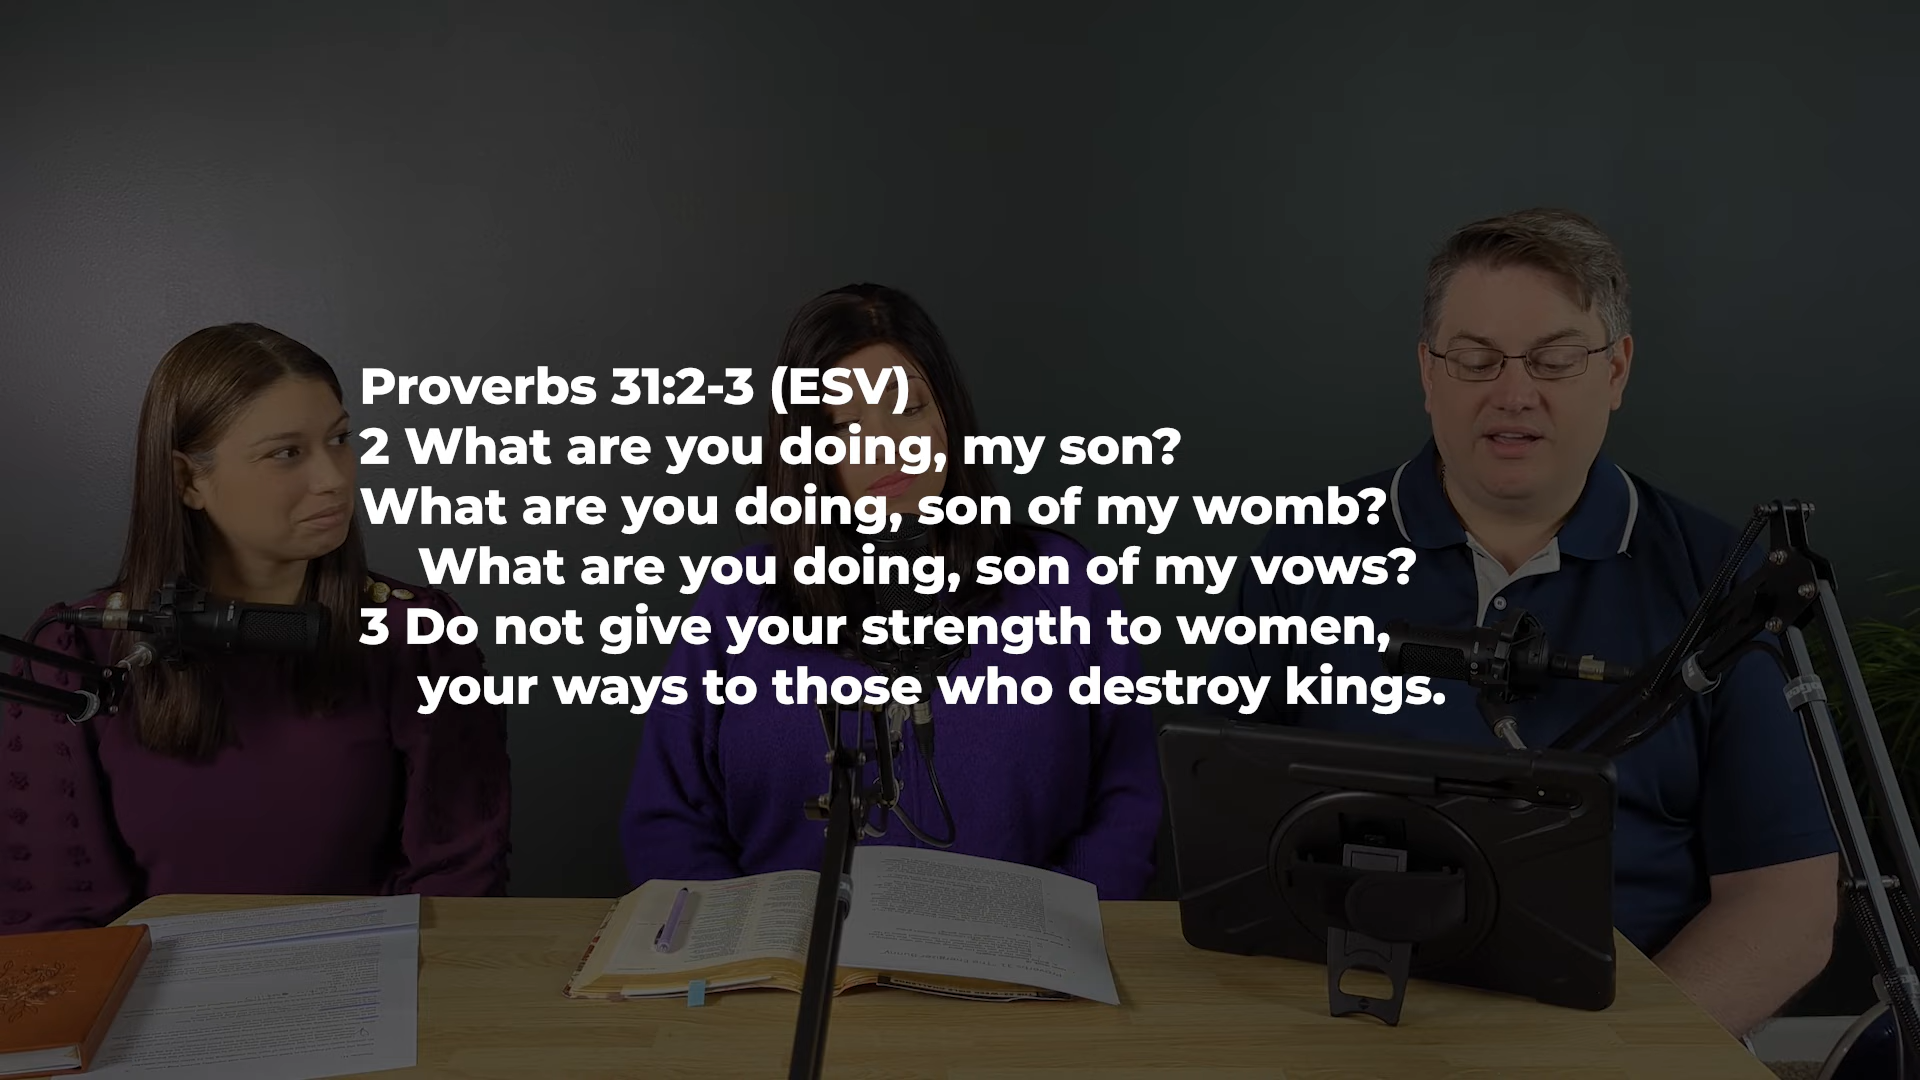 Proverbs 31:2-3 (ESV)
2 What are you doing, my son?
What are you doing, son of my womb?
What are you doing, son of my vows?
3 Do not give your strength to women,
your ways to those who destroy kings.